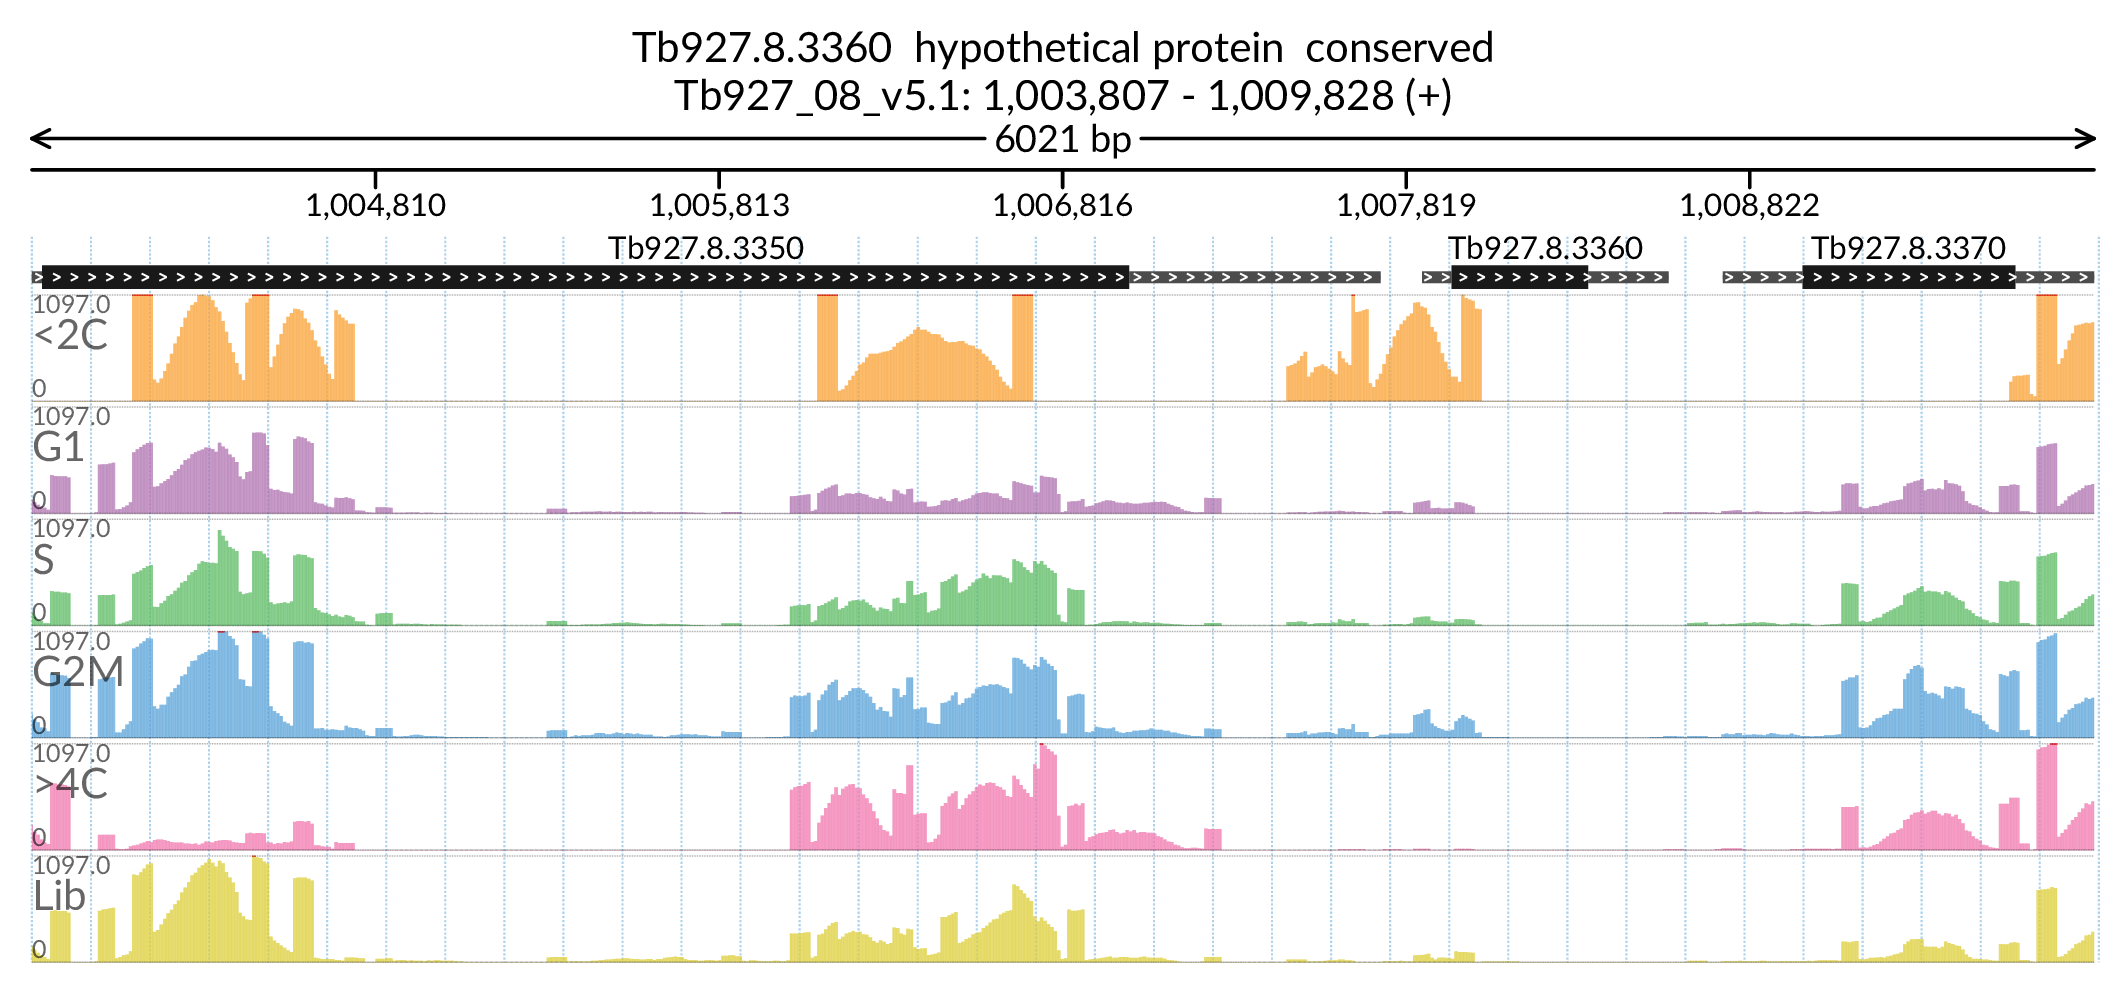 Tb927.8.3360  hypothetical protein  conserved
Tb927_08_v5.1: 1,003,807 - 1,009,828 (+)
6021 bp
1,004,810 1,005,813 1,006,816 1,007,819 1,008,822
Tb927.8.3350 Tb927.8.3360 Tb927.8.3370
1097.0
<2C
0
1097.0
G1
0
1097.0
S
0
1097.0
G2M
0
1097.0
>4C
0
1097.0
Lib
0